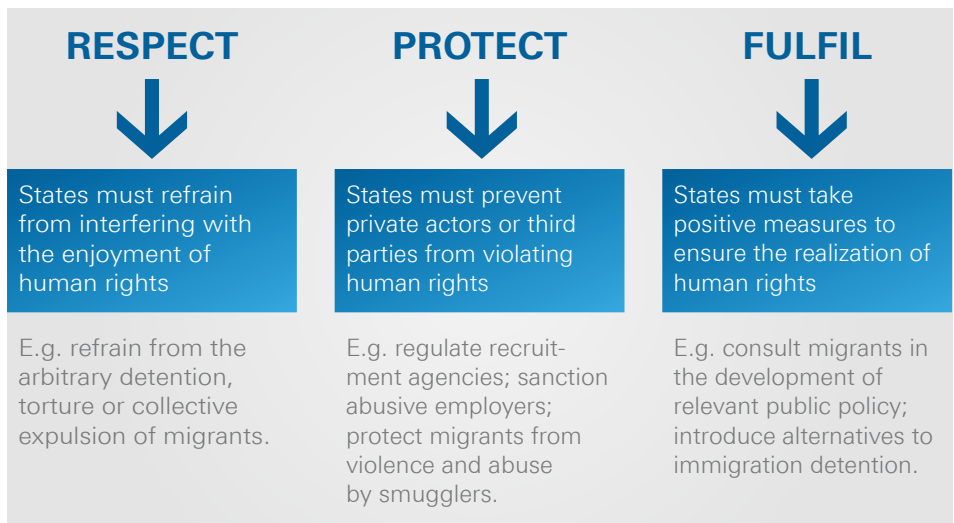 RESPECT
States must refrain
from interfering with
the enjoyment of
human rights
E.g. refrain from the
arbitrary detention,
torture or collective
expulsion of migrants.
PROTECT
States must prevent
private actors or third
parties from violating
human rights
E.g. regulate recruit-
ment agencies; sanction
abusive employers;
protect migrants from
violence and abuse
by smugglers.
FULFIL
States must take
positive measures to
ensure the realization of
human rights
E.g. consult migrants in
the development of
relevant public policy;
introduce alternatives to
immigration detention.